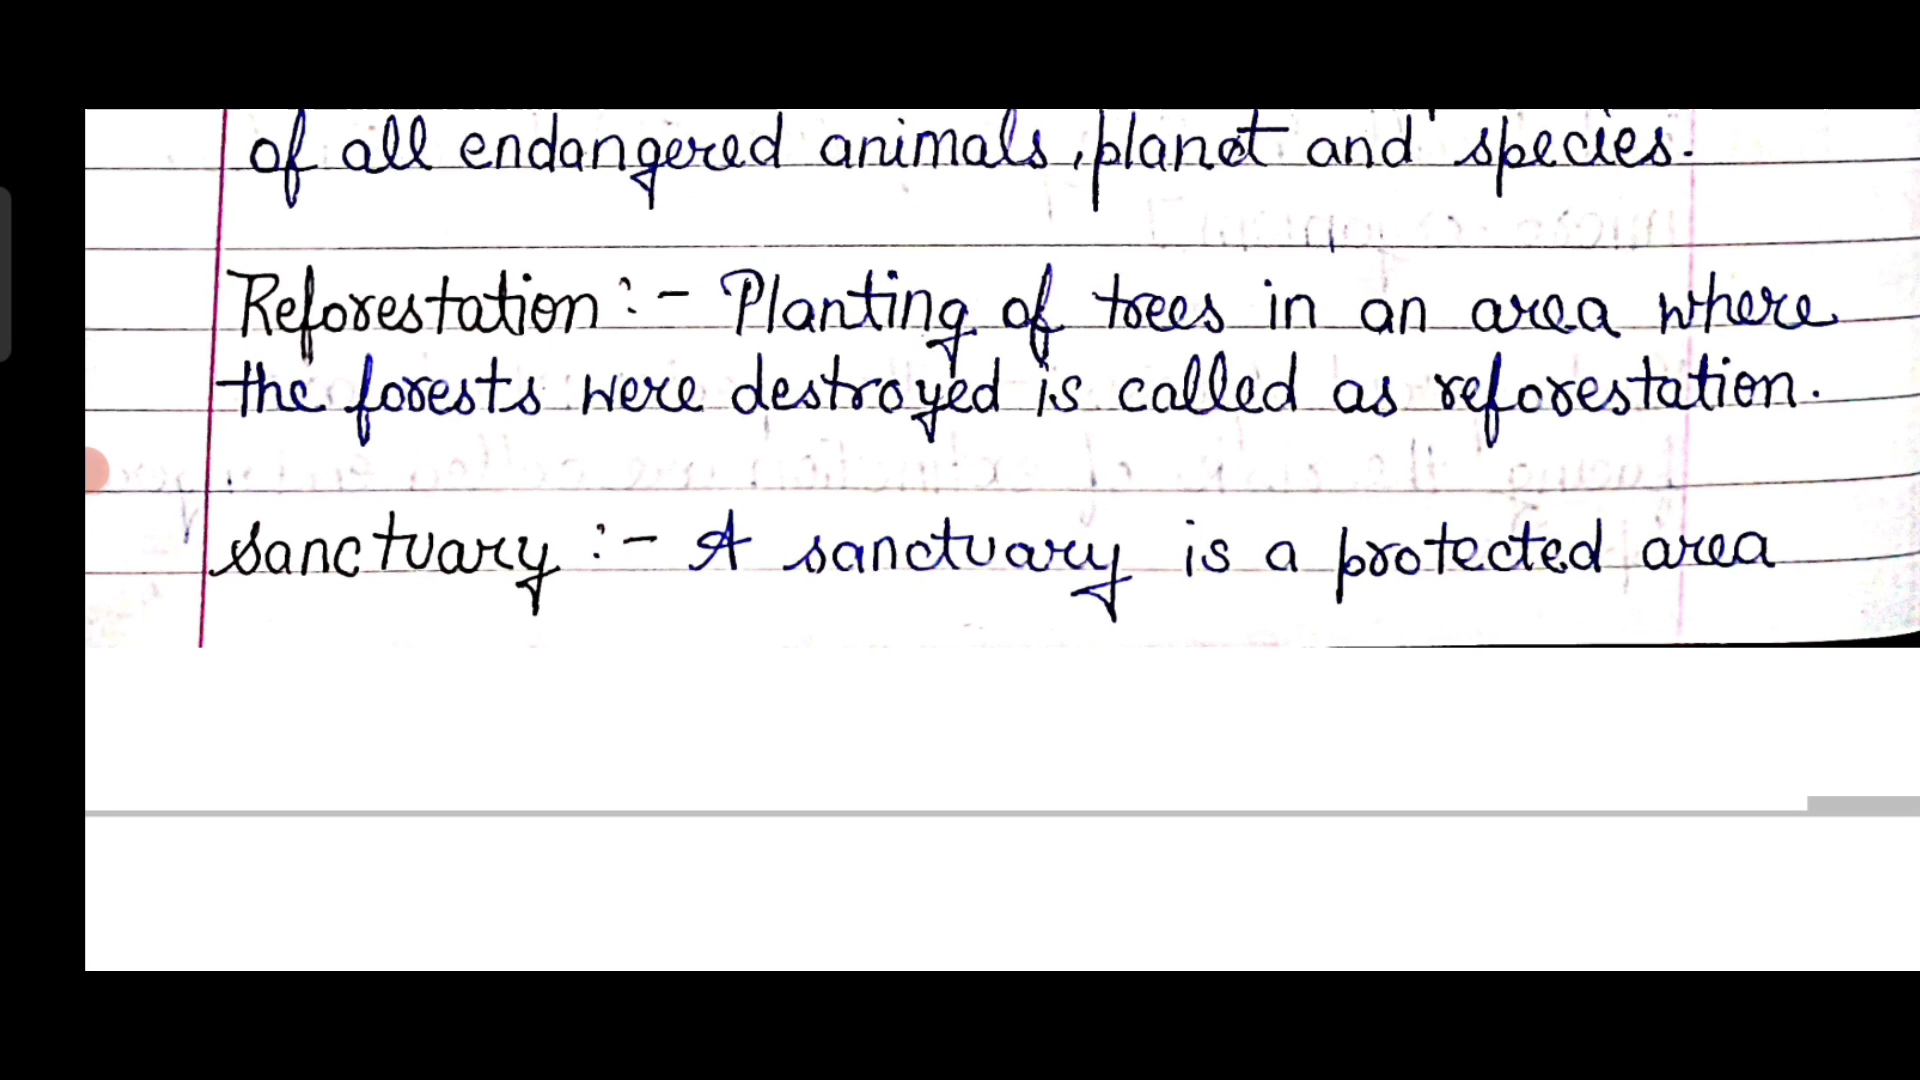 of all endangered animals, planet and species.
Reforestation :- Planting of trees in an area where
the forests were destroyed is called as reforestation.
Sanctuary :- A sanctuary is a protected area